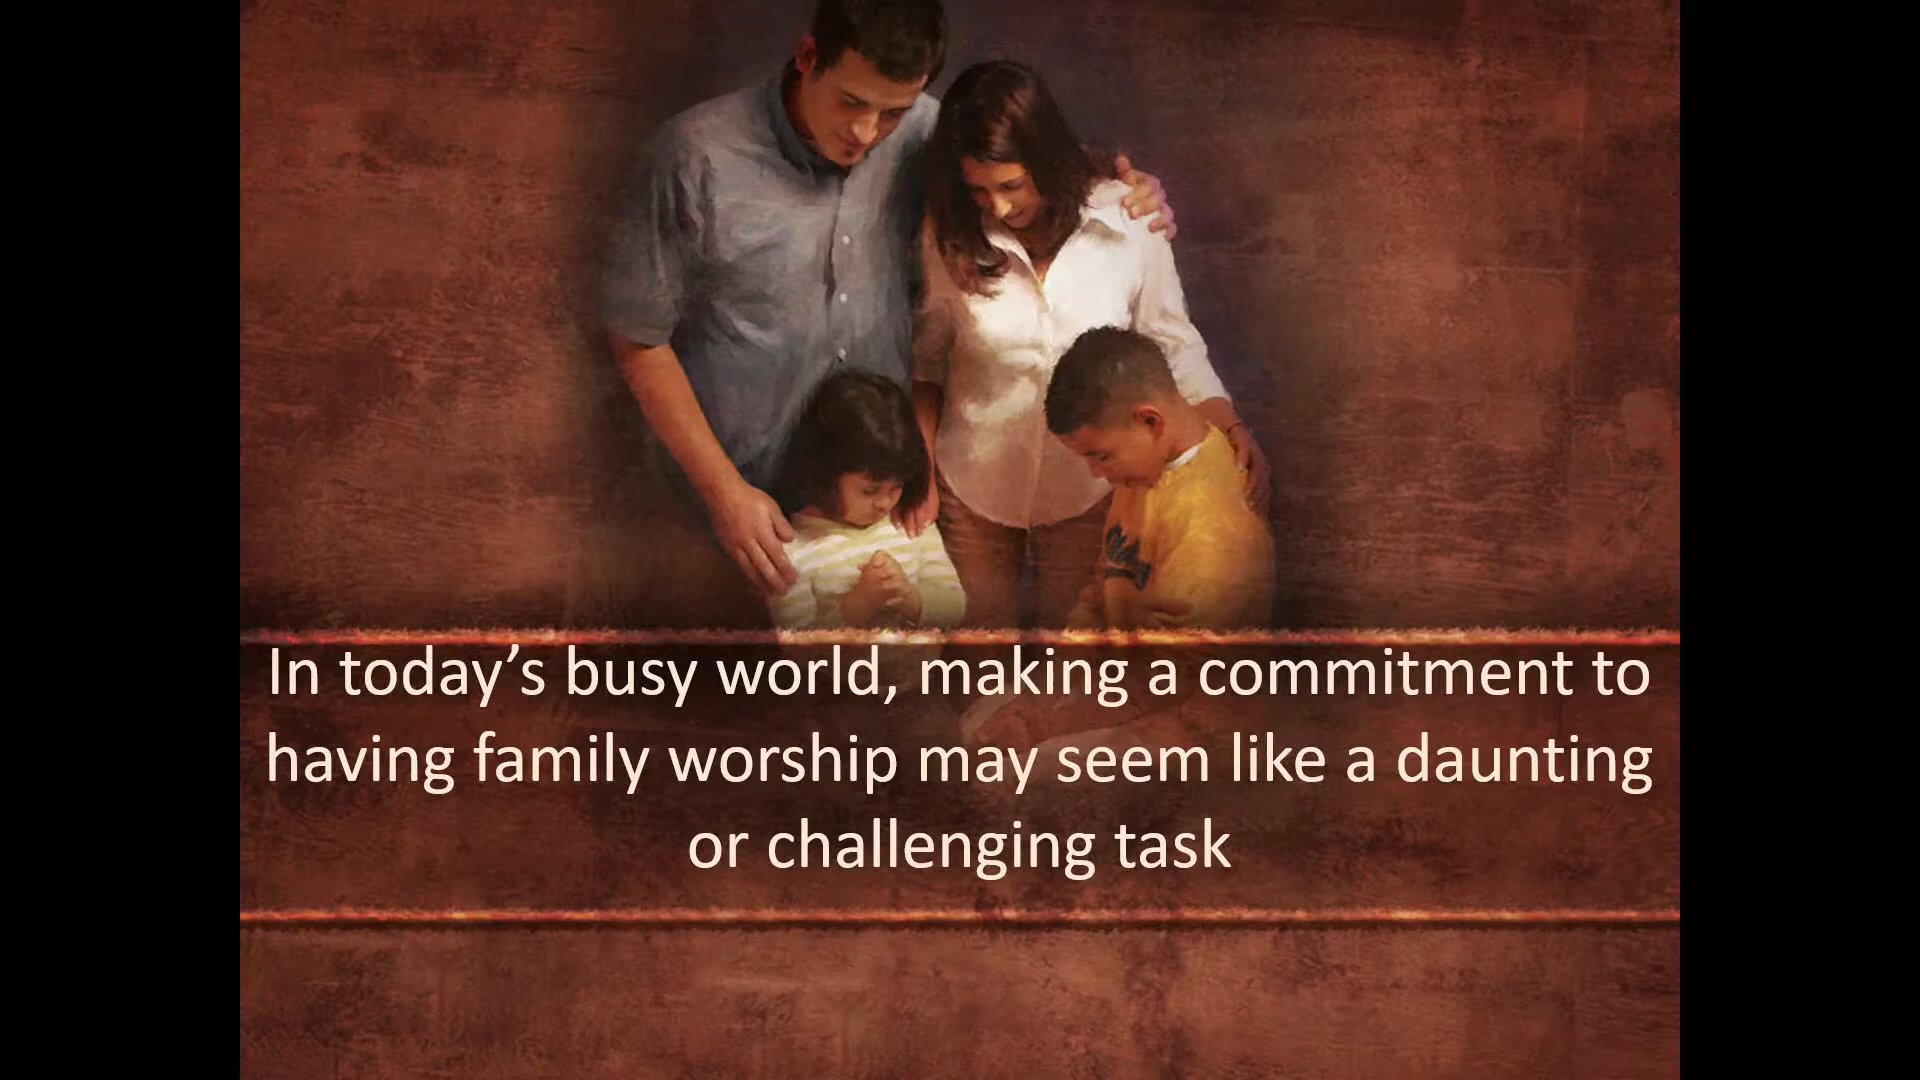 In today’s busy world, making a commitment to
having family worship may seem like a daunting
or challenging task